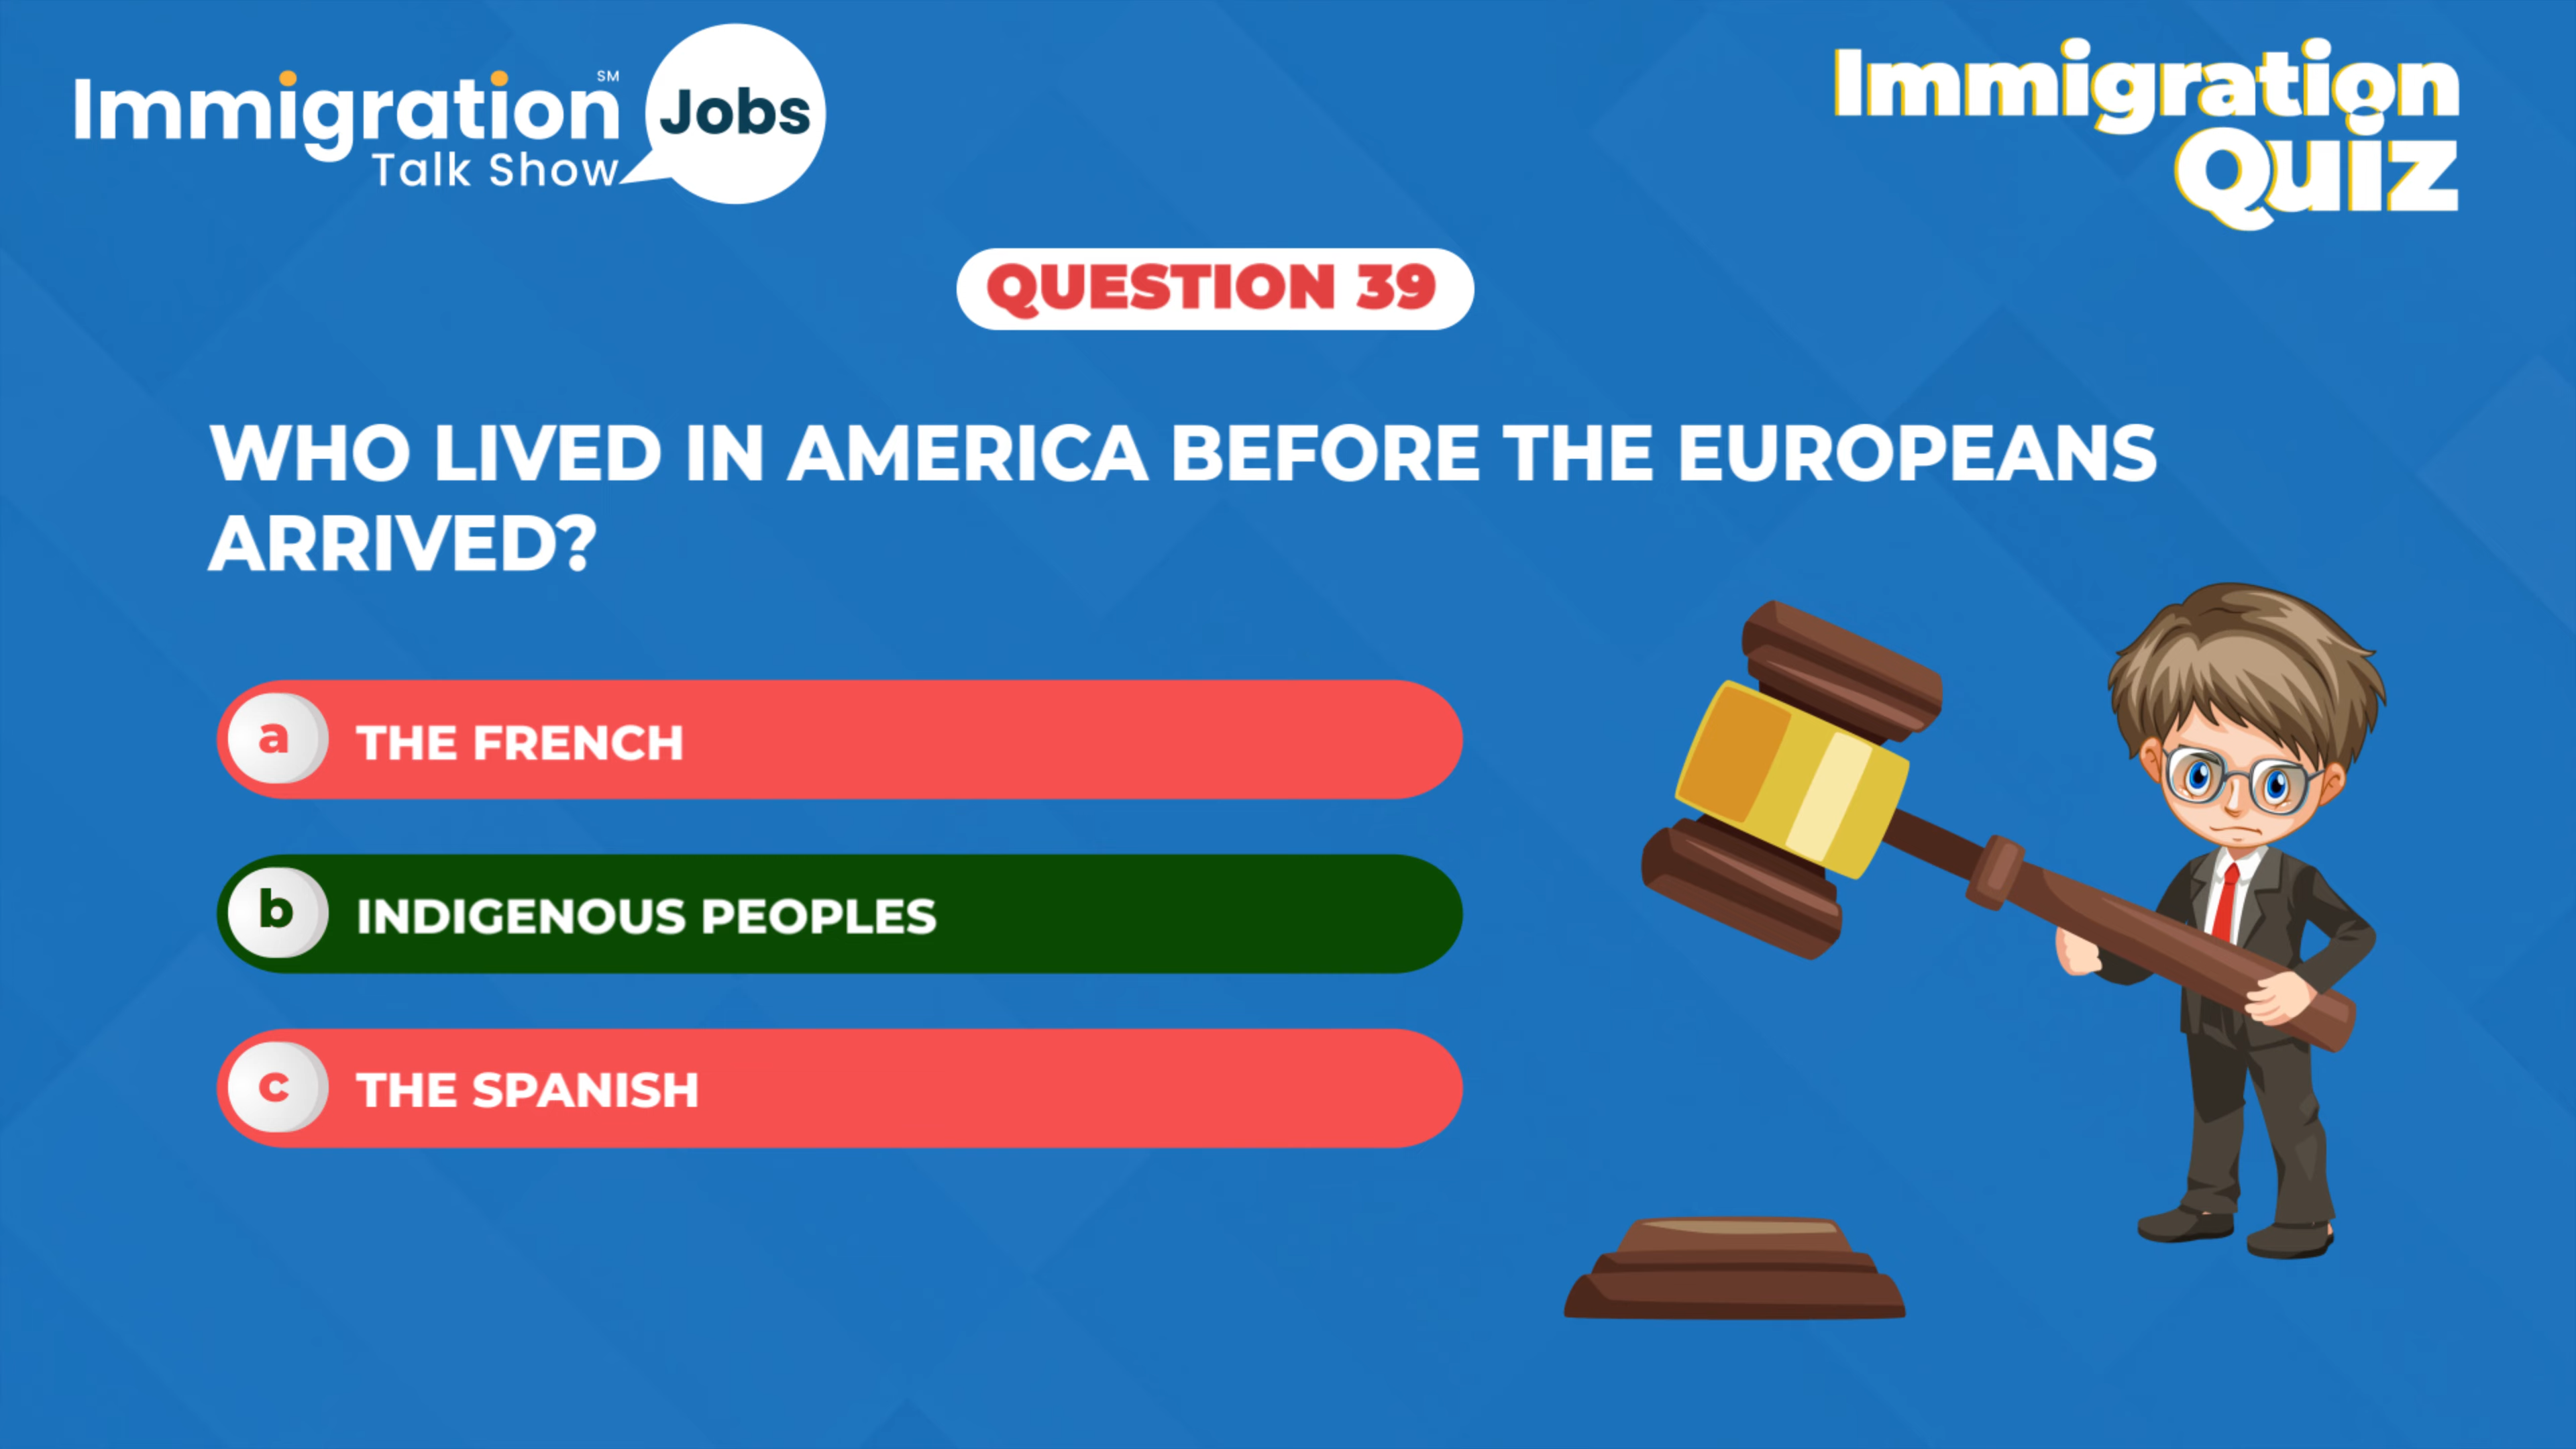 Immigration SM
Talk Show
Jobs
Immigration
Quiz
QUESTION 39
WHO LIVED IN AMERICA BEFORE THE EUROPEANS
ARRIVED?
a THE FRENCH
b INDIGENOUS PEOPLES
c THE SPANISH